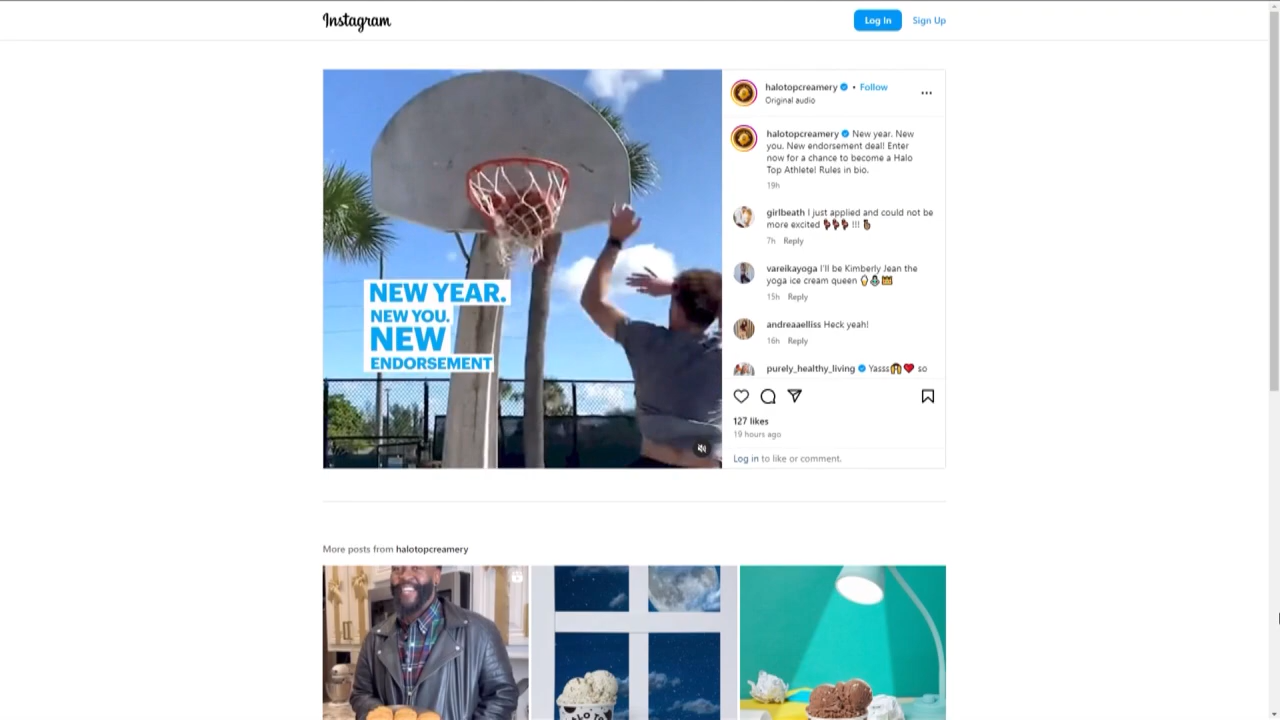 Instagram
Log In
Sign Up
NEW YEAR.
NEW YOU.
NEW
ENDORSEMENT
halotopcreamery • Follow
Original audio
halotopcreamery New year. New
you. New endorsement deal! Enter
now for a chance to become a Halo
Top Athlete! Rules in bio.
19h
girlbeath I just applied and could not be
more excited !!!
7h Reply
vareikayoga I'll be Kimberly Jean the
yoga ice cream queen
15h Reply
andreaaelliss Heck yeah!
16h Reply
purely_healthy_living Yasss so
127 likes
19 hours ago
Log in to like or comment.
More posts from halotopcreamery
HALO TOP